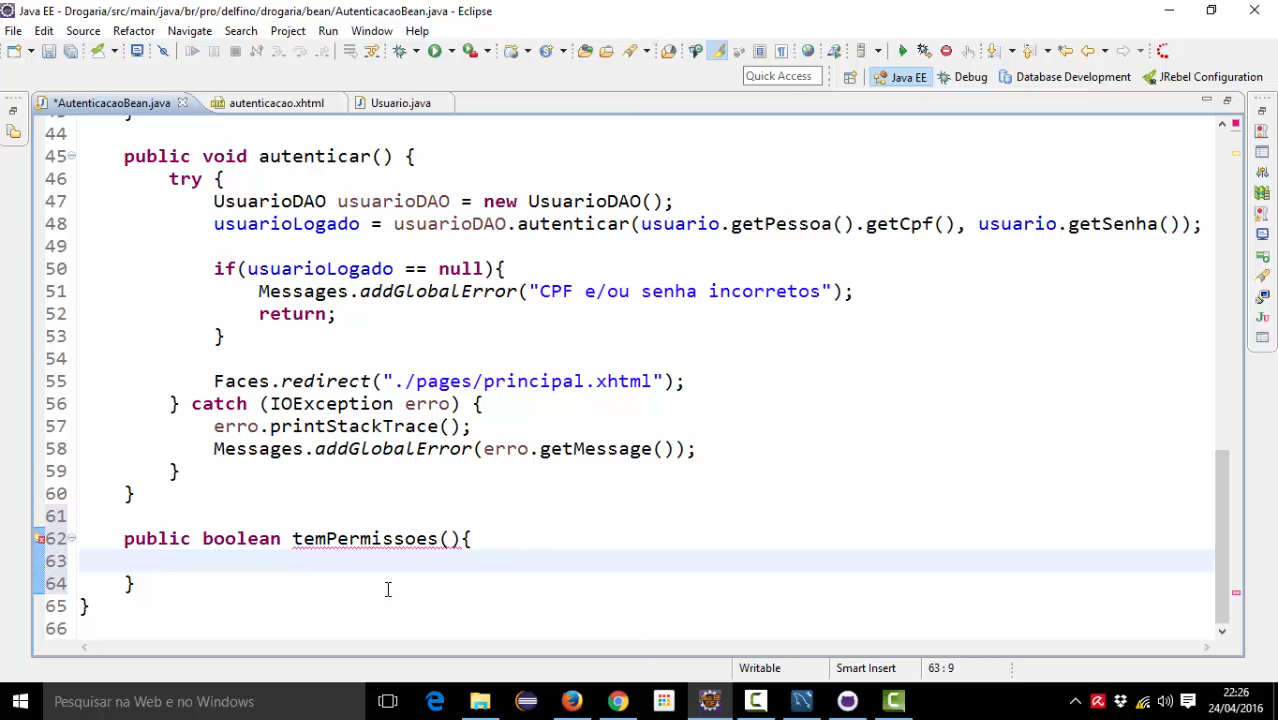 Java EE - Drogaria/src/main/java/br/pro/delfino/drogaria/bean/AutenticacaoBean.java - Eclipse
File Edit Source Refactor Navigate Search Project Run Window Help
Quick Access Java EE Debug Database Development JRebel Configuration
*AutenticacaoBean.java autenticacao.xhtml Usuario.java
44
45 public void autenticar() {
46 try {
47 UsuarioDAO usuarioDAO = new UsuarioDAO();
48 usuarioLogado = usuarioDAO.autenticar(usuario.getPessoa().getCpf(), usuario.getSenha());
49
50 if(usuarioLogado == null){
51 Messages.addGlobalError("CPF e/ou senha incorretos");
52 return;
53 }
54
55 Faces.redirect("./pages/principal.xhtml");
56 } catch (IOException erro) {
57 erro.printStackTrace();
58 Messages.addGlobalError(erro.getMessage());
59 }
60 }
61
62 public boolean temPermissoes(){
63
64 }
65 }
66
Writable Smart Insert 63 : 9
Pesquisar na Web e no Windows
22:26
24/04/2016